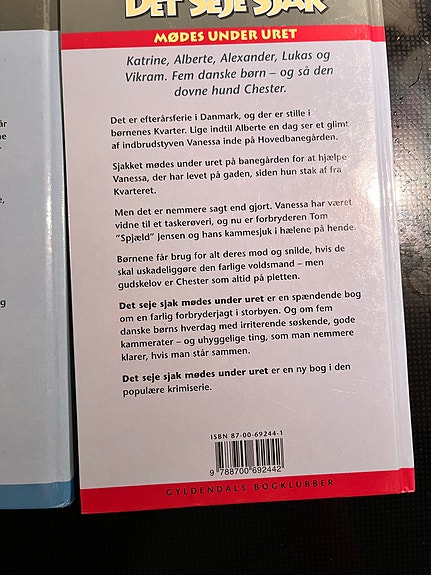 DET SEJE SJAK
MØDES UNDER URET
Katrine, Alberte, Alexander, Lukas og
Vikram. Fem danske børn – og så den
dovne hund Chester.
Det er efterårsferie i Danmark, og der er stille i
børnenes Kvarter. Lige indtil Alberte en dag ser et glimt
af indbrudstyven Vanessa inde på Hovedbanegården.
Sjakket mødes under uret på banegården for at hjælpe
Vanessa, der har levet på gaden, siden hun stak af fra
Kvarteret.
Men det er nemmere sagt end gjort. Vanessa har været
vidne til et taskerøveri, og nu er forbryderen Tom
"Spjæld" Jensen og hans kammesjuk i hælene på hende.
Børnene får brug for alt deres mod og snilde, hvis de
skal uskadeliggøre den farlige voldsmand – men
gudskelov er Chester som altid på pletten.
Det seje sjak mødes under uret er en spændende bog
om en farlig forbryderjagt i storbyen. Og om fem
danske børns hverdag med irriterende søskende, gode
kammerater – og uhyggelige ting, som man nemmere
klarer, hvis man står sammen.
Det seje sjak mødes under uret er en ny bog i den
populære krimiserie.
ISBN 87-00-69244-1
9 788700 692442
GYLDENDALS BOGKLUBBER